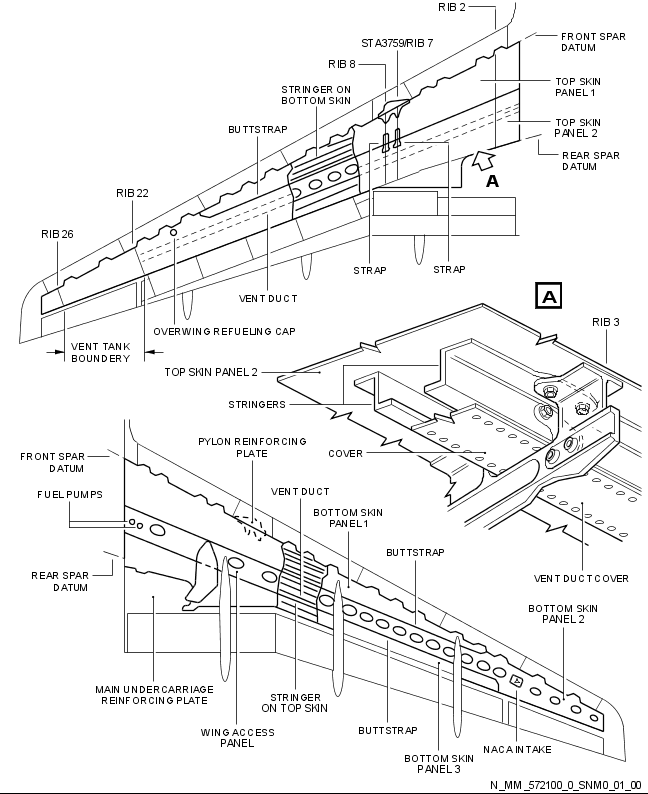 RIB 2
STA3759/RIB 7
FRONT SPAR
DATUM
RIB 8
STRINGER ON
BOTTOM SKIN
TOP SKIN
PANEL 1
BUTTSTRAP
TOP SKIN
PANEL 2
REAR SPAR
DATUM
A
RIB 22
RIB 26
STRAP
STRAP
VENT DUCT
OVERWING REFUELING CAP
VENT TANK
BOUNDERY
A
RIB 3
TOP SKIN PANEL 2
STRINGERS
COVER
VENT DUCT COVER
PYLON REINFORCING
PLATE
FRONT SPAR
DATUM
VENT DUCT
FUEL PUMPS
BOTTOM SKIN
PANEL 1
BUTTSTRAP
REAR SPAR
DATUM
BOTTOM SKIN
PANEL 2
MAIN UNDERCARRIAGE
REINFORCING PLATE
STRINGER
ON TOP SKIN
WING ACCESS
PANEL
BUTTSTRAP
NACA INTAKE
BOTTOM SKIN
PANEL 3
N_MM_572100_0_SNM0_01_00